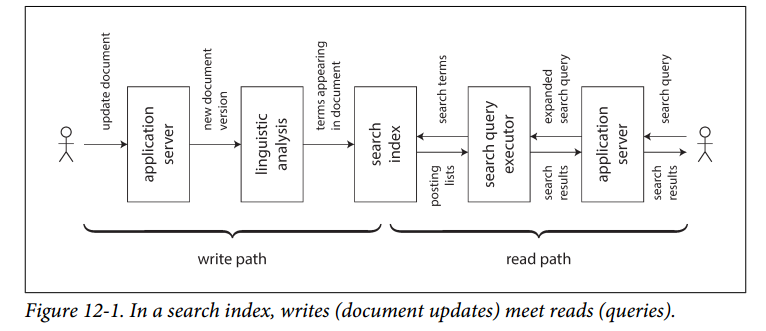 update document
application
server
new document
version
linguistic
analysis
terms appearing
in document
search
index
search terms
posting
lists
search query
executor
expanded
search query
search
results
application
server
search query
search
results
write path
read path
Figure 12-1. In a search index, writes (document updates) meet reads (queries).